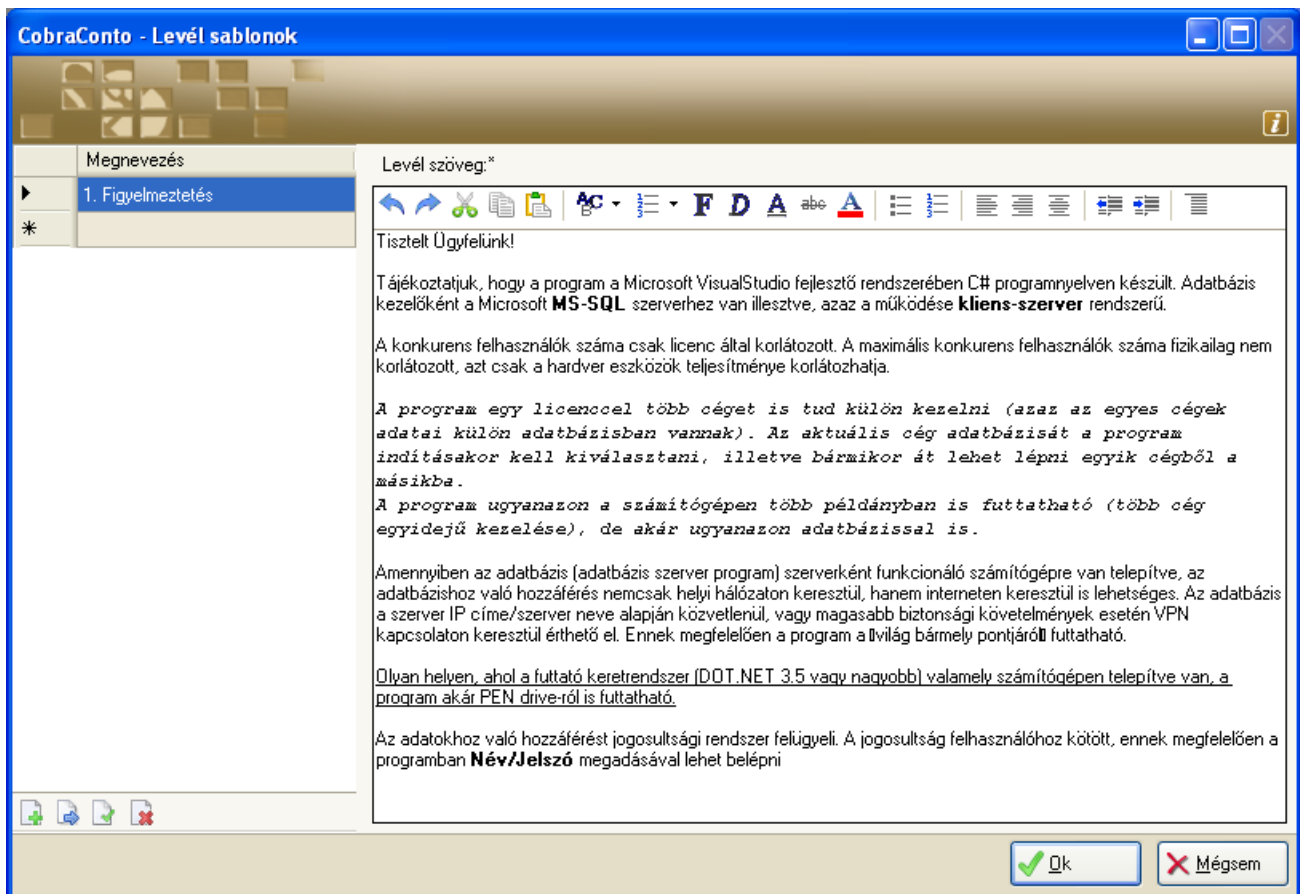 CobraConto - Levél sablonok
Megnevezés
1. Figyelmeztetés
Levél szöveg:*
F D A abc A
Tisztelt Ügyfelünk!
Tájékoztatjuk, hogy a program a Microsoft VisualStudio fejlesztő rendszerében C# programnyelven készült. Adatbázis
kezelőként a Microsoft MS-SQL szerverhez van illesztve, azaz a működése kliens-szerver rendszerű.
A konkurens felhasználók száma csak licenc által korlátozott. A maximális konkurens felhasználók száma fizikailag nem
korlátozott, azt csak a hardver eszközök teljesítménye korlátozhatja.
A program egy licenccel több céget is tud külön kezelni (azaz az egyes cégek
adatai külön adatbázisban vannak). Az aktuális cég adatbázisát a program
indításakor kell kiválasztani, illetve bármikor át lehet lépni egyik cégből a
másikba.
A program ugyanazon a számítógépen több példányban is futtatható (több cég
egyidejű kezelése), de akár ugyanazon adatbázissal is.
Amennyiben az adatbázis (adatbázis szerver program) szerverként funkcionáló számítógépre van telepítve, az
adatbázishoz való hozzáférés nemcsak helyi hálózaton keresztül, hanem interneten keresztül is lehetséges. Az adatbázis
a szerver IP címe/szerver neve alapján közvetlenül, vagy magasabb biztonsági követelmények esetén VPN
kapcsolaton keresztül érthető el. Ennek megfelelően a program a ▯világ bármely pontjáról▯ futtatható.
Olyan helyen, ahol a futtató keretrendszer (DOT.NET 3.5 vagy nagyobb) valamely számítógépen telepítve van, a
program akár PEN drive-ról is futtatható.
Az adatokhoz való hozzáférést jogosultsági rendszer felügyeli. A jogosultság felhasználóhoz kötött, ennek megfelelően a
programban Név/Jelszó megadásával lehet belépni
Ok
Mégsem